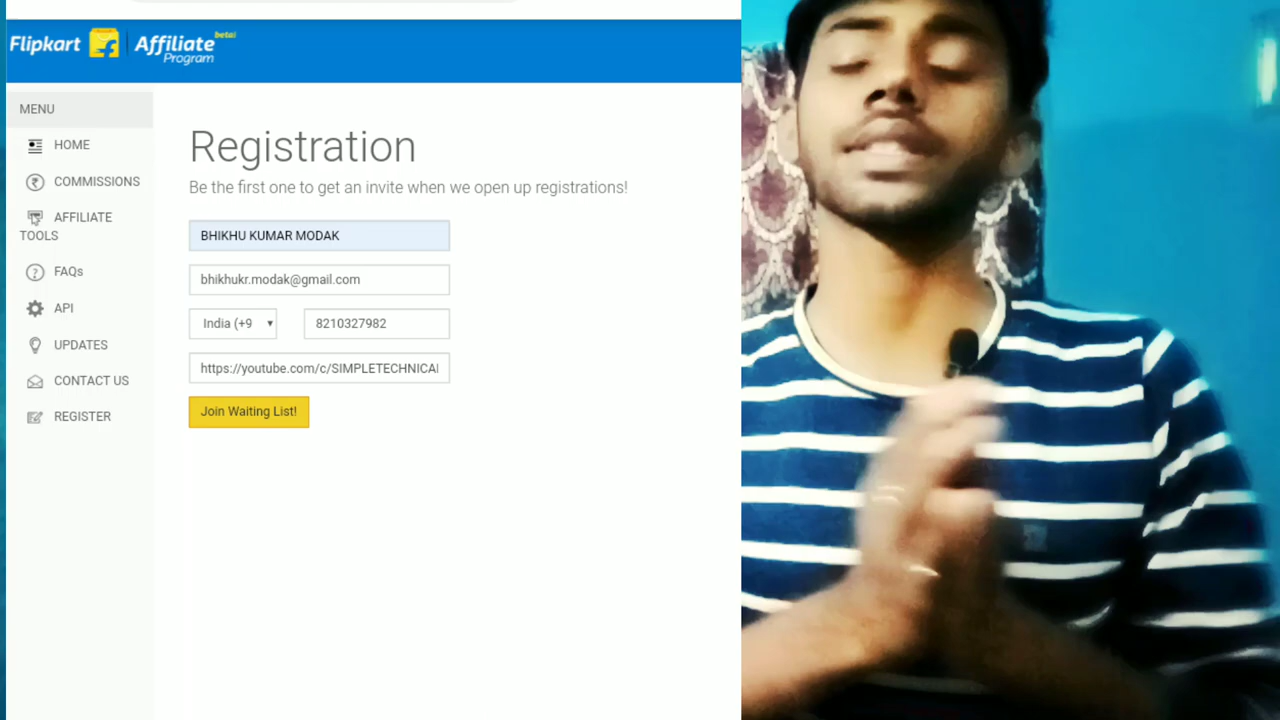 Flipkart Affiliate beta!
Program
MENU
HOME
COMMISSIONS
AFFILIATE
TOOLS
FAQs
API
UPDATES
CONTACT US
REGISTER
Registration
Be the first one to get an invite when we open up registrations!
BHIKHU KUMAR MODAK
bhikhukr.modak@gmail.com
India (+9 8210327982
https://youtube.com/c/SIMPLETECHNICAl
Join Waiting List!